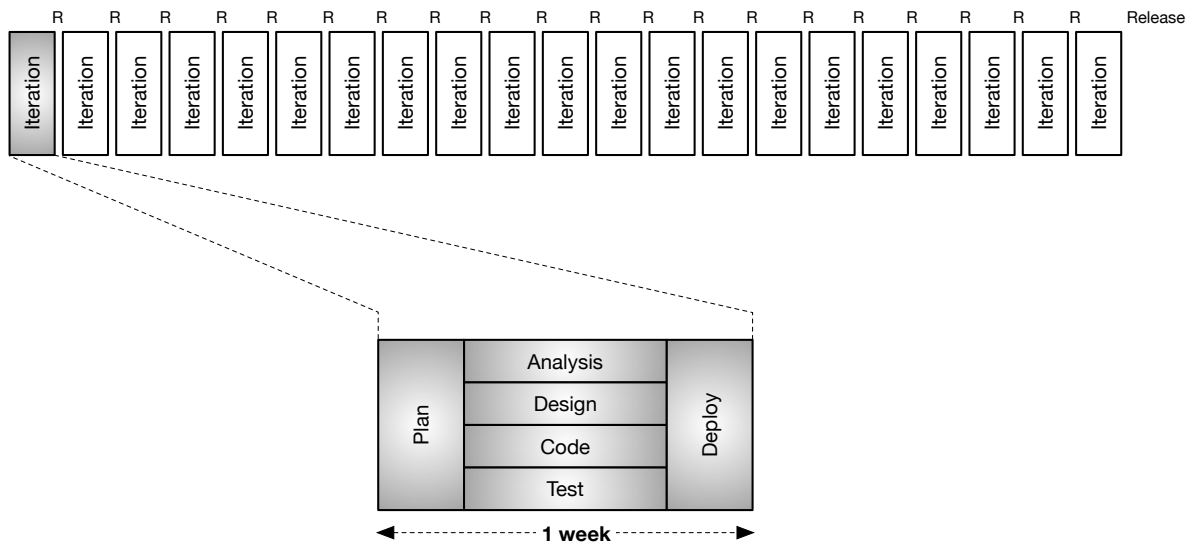 R R R R R R R R R R R R R R R R R R R R Release
Iteration Iteration Iteration Iteration Iteration Iteration Iteration Iteration Iteration Iteration Iteration Iteration Iteration Iteration Iteration Iteration Iteration Iteration Iteration Iteration Iteration
Plan
Analysis
Design
Code
Test
Deploy
1 week